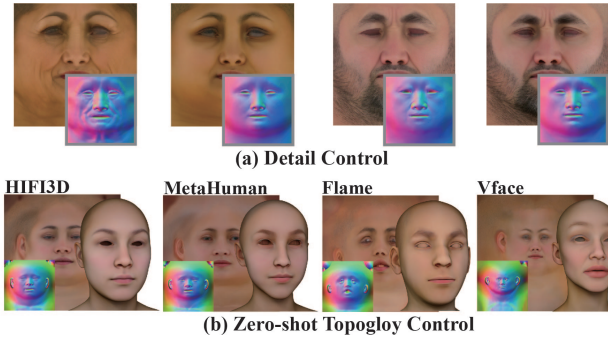 (a) Detail Control
HIFI3D MetaHuman Flame Vface
(b) Zero-shot Topogloy Control